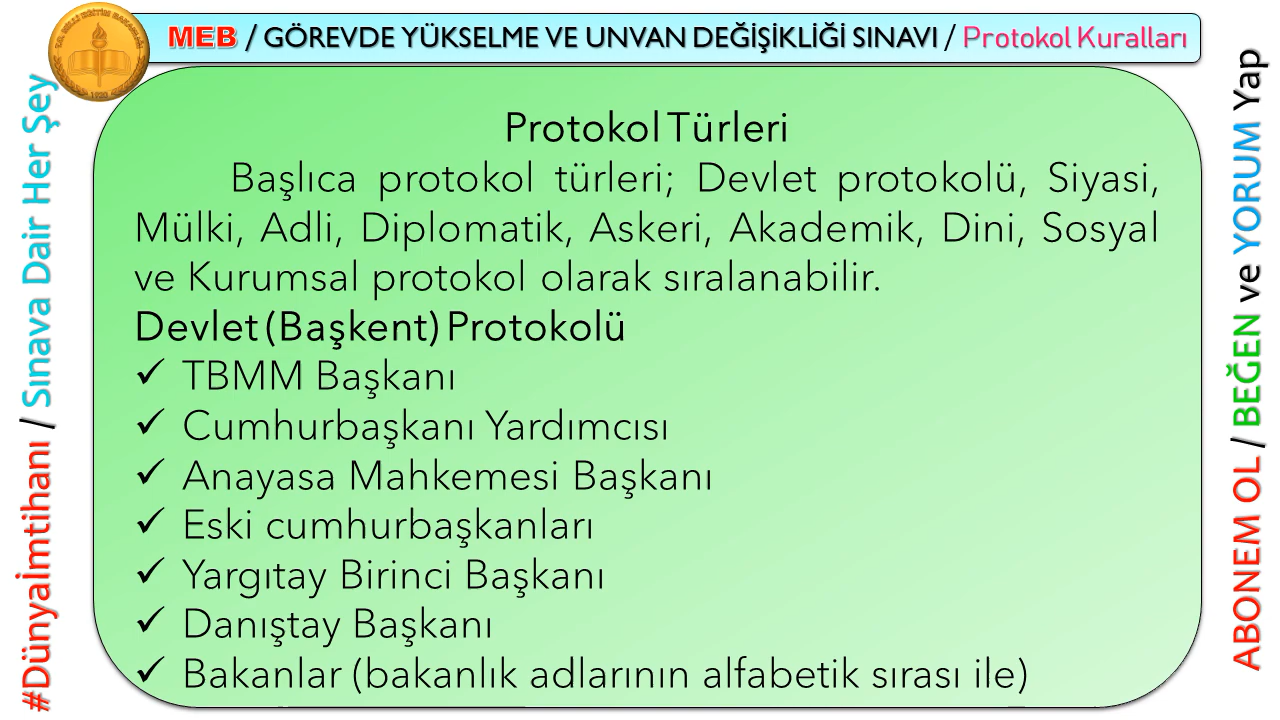 MEB / GÖREVDE YÜKSELME VE UNVAN DEĞİŞİKLİĞİ SINAVI / Protokol Kuralları
#Dünyaimtihanı / Sınava Dair Her Şey
Protokol Türleri
Başlıca protokol türleri; Devlet protokolü, Siyasi,
Mülki, Adli, Diplomatik, Askeri, Akademik, Dini, Sosyal
ve Kurumsal protokol olarak sıralanabilir.
Devlet (Başkent) Protokolü
✓ TBMM Başkanı
✓ Cumhurbaşkanı Yardımcısı
✓ Anayasa Mahkemesi Başkanı
✓ Eski cumhurbaşkanları
✓ Yargıtay Birinci Başkanı
✓ Danıştay Başkanı
✓ Bakanlar (bakanlık adlarının alfabetik sırası ile)
ABONEM OL / BEĞEN ve YORUM Yap